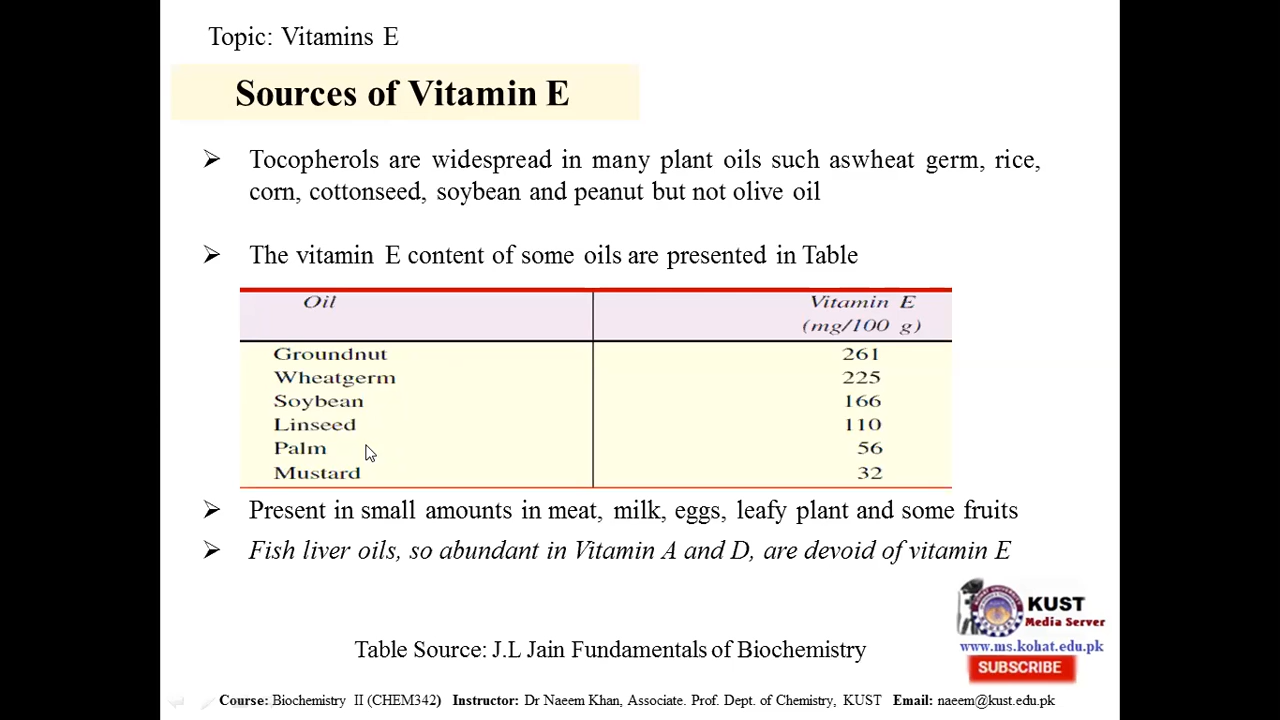 Topic: Vitamins E
Sources of Vitamin E
Tocopherols are widespread in many plant oils such aswheat germ, rice,
corn, cottonseed, soybean and peanut but not olive oil
The vitamin E content of some oils are presented in Table
Oil Vitamin E
(mg/100 g)
Groundnut 261
Wheatgerm 225
Soybean 166
Linseed 110
Palm 56
Mustard 32
Present in small amounts in meat, milk, eggs, leafy plant and some fruits
Fish liver oils, so abundant in Vitamin A and D, are devoid of vitamin E
KUST
Media Server
www.ms.kohat.edu.pk
SUBSCRIBE
Table Source: J.L Jain Fundamentals of Biochemistry
Course: Biochemistry II (CHEM342) Instructor: Dr Naeem Khan, Associate. Prof. Dept. of Chemistry, KUST Email: naeem@kust.edu.pk